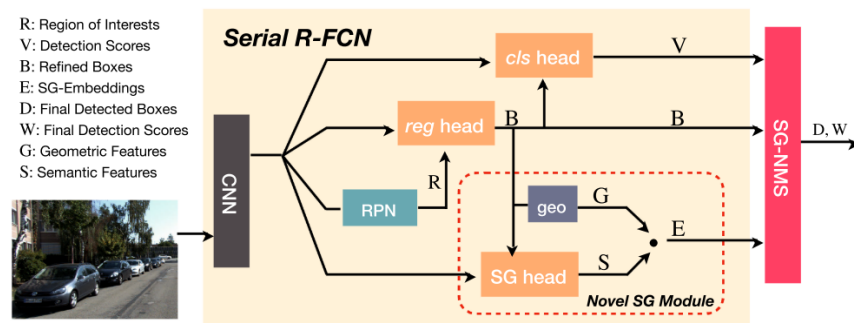 R: Region of Interests
V: Detection Scores
B: Refined Boxes
E: SG-Embeddings
D: Final Detected Boxes
W: Final Detection Scores
G: Geometric Features
S: Semantic Features
Serial R-FCN
cls head
V
reg head
B
B
CNN
R
RPN
geo
G
E
SG head
S
Novel SG Module
SG-NMS
D, W